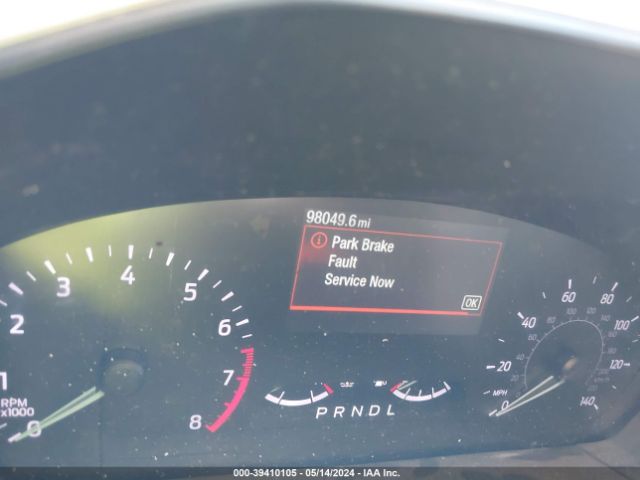 98049.6 mi
Park Brake
Fault
Service Now
OK
1 2 3 4 5 6 7 8
RPM
x1000
0
P R N D L
0 20 40 60 80 100 120 140
MPH
000-39410105 - 05/14/2024 - IAA Inc.